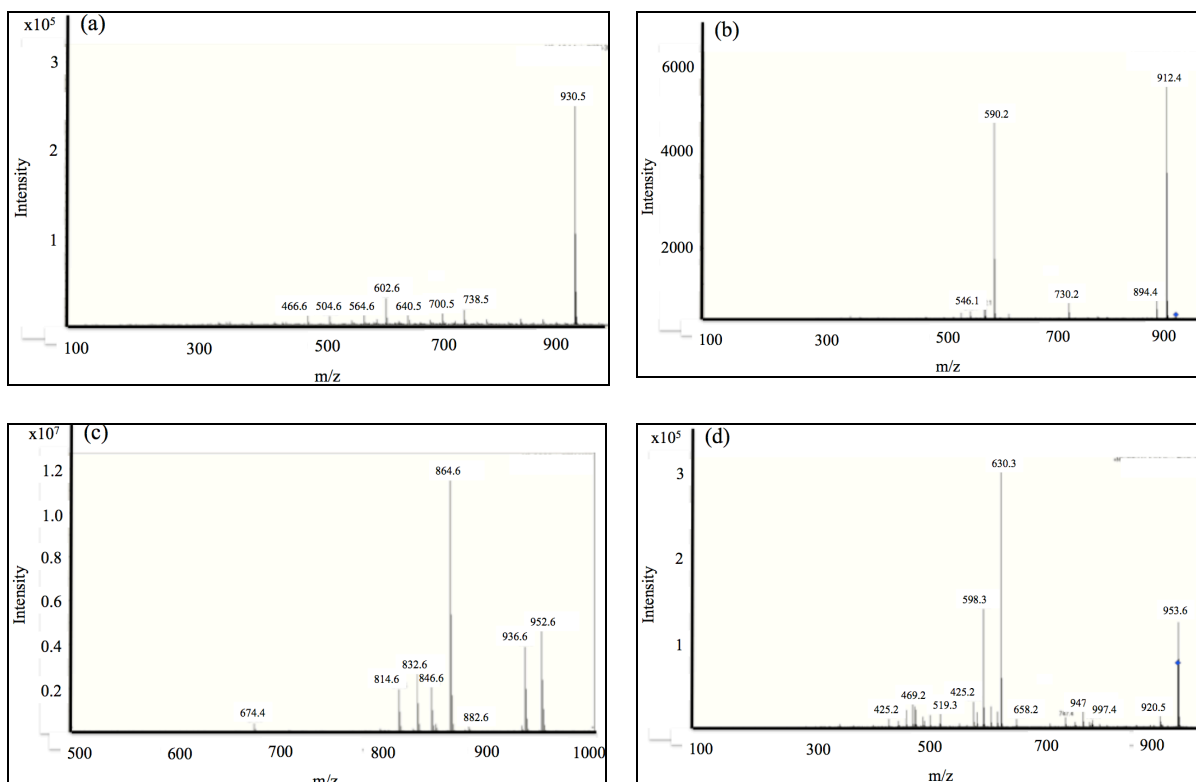 x10⁵ (a)
3
2
1
Intensity
930.5
602.6
466.6 504.6 564.6 640.5 700.5 738.5
100 300 500 700 900
m/z
(b)
6000
4000
2000
Intensity
912.4
590.2
546.1 730.2 894.4
100 300 500 700 900
m/z
x10⁷ (c)
1.2
1.0
0.8
0.6
0.4
0.2
Intensity
864.6
952.6
936.6
832.6
814.6 846.6
674.4 882.6
500 600 700 800 900 1000
m/z
x10⁵ (d)
3
2
1
Intensity
630.3
598.3 953.6
469.2 425.2 947
425.2 519.3 658.2 997.4 920.5
100 300 500 700 900
m/z